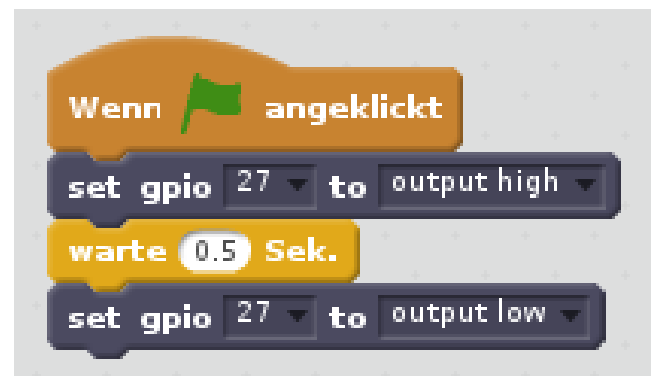 Wenn angeklickt
set gpio 27 to output high
warte 0.5 Sek.
set gpio 27 to output low